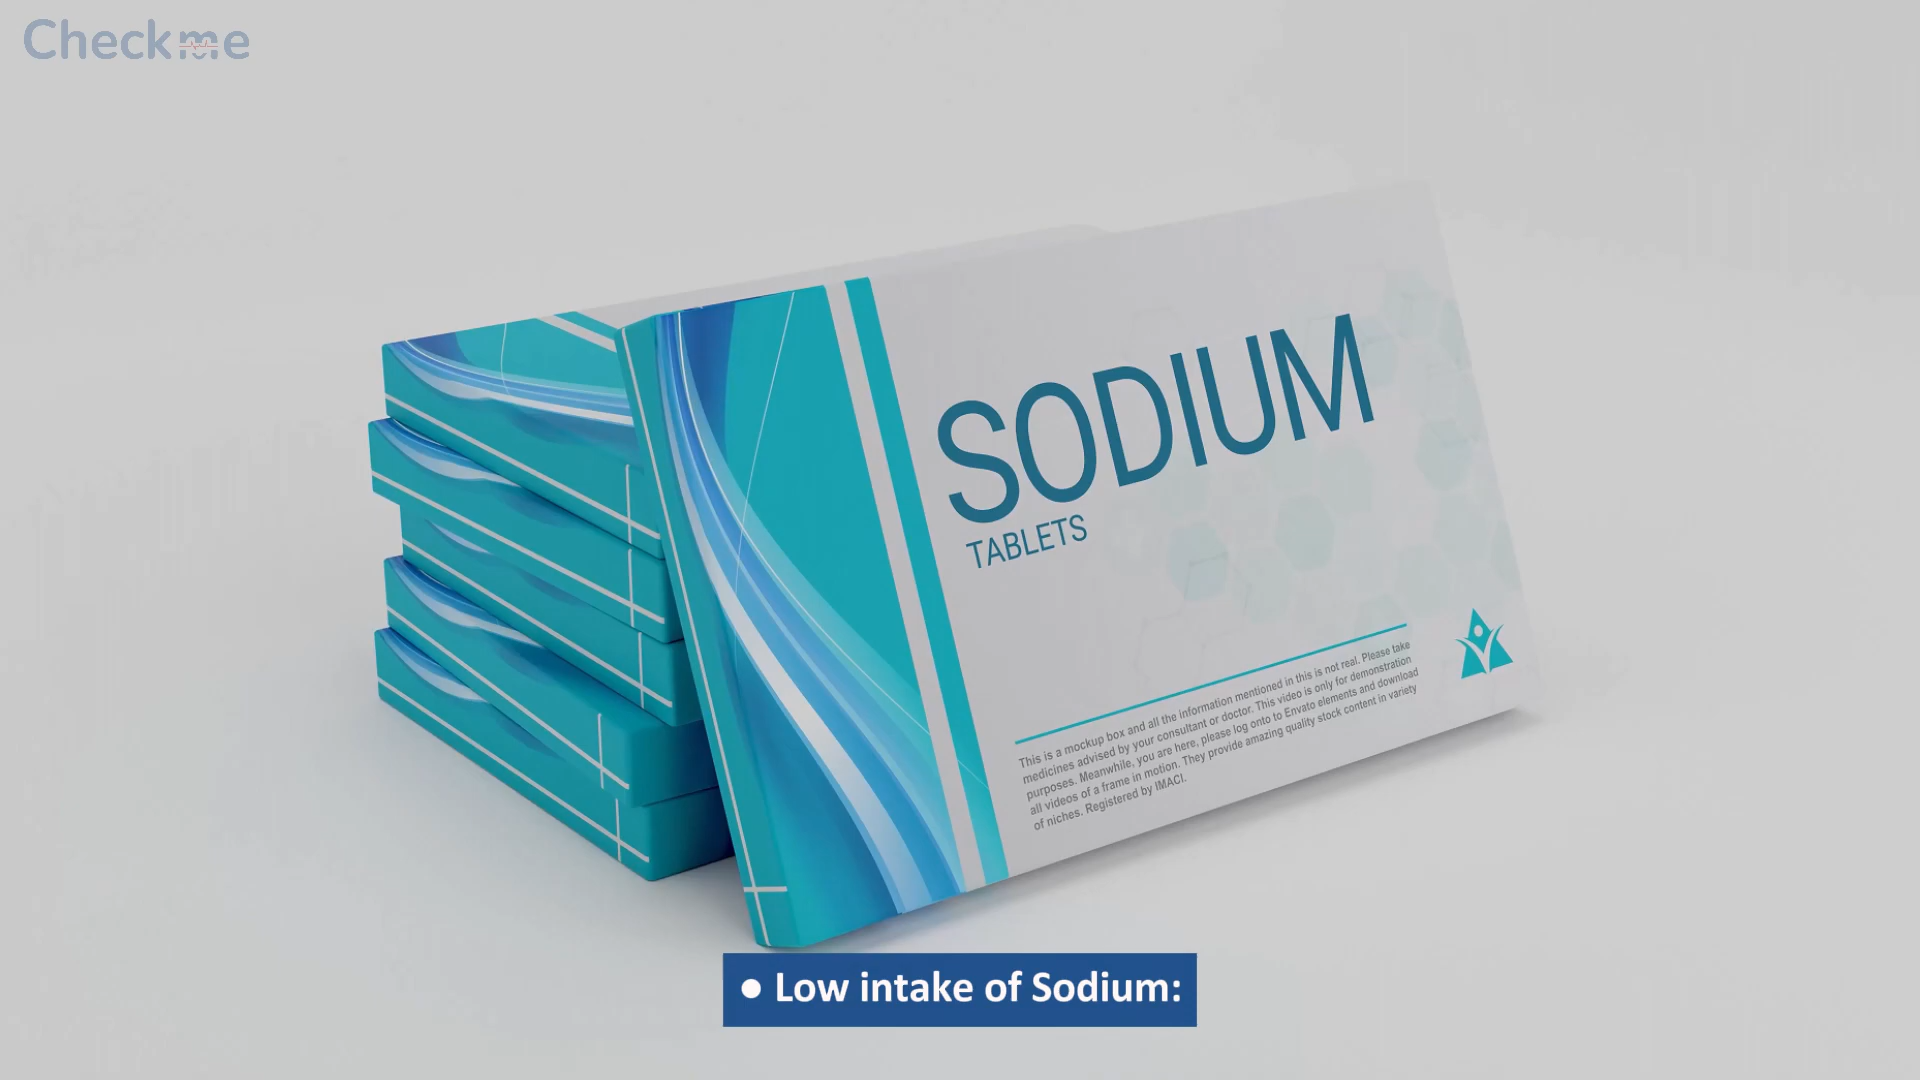 Checkme
SODIUM
TABLETS
This is a mockup box and all the information mentioned in this is not real. Please take
medicines advised by your consultant or doctor. This video is only for demonstration
purposes. Meanwhile, you are here, please log onto to Envato elements and download
all videos of a frame in motion. They provide amazing quality stock content in variety
of niches. Registered by IMACI.
• Low intake of Sodium: